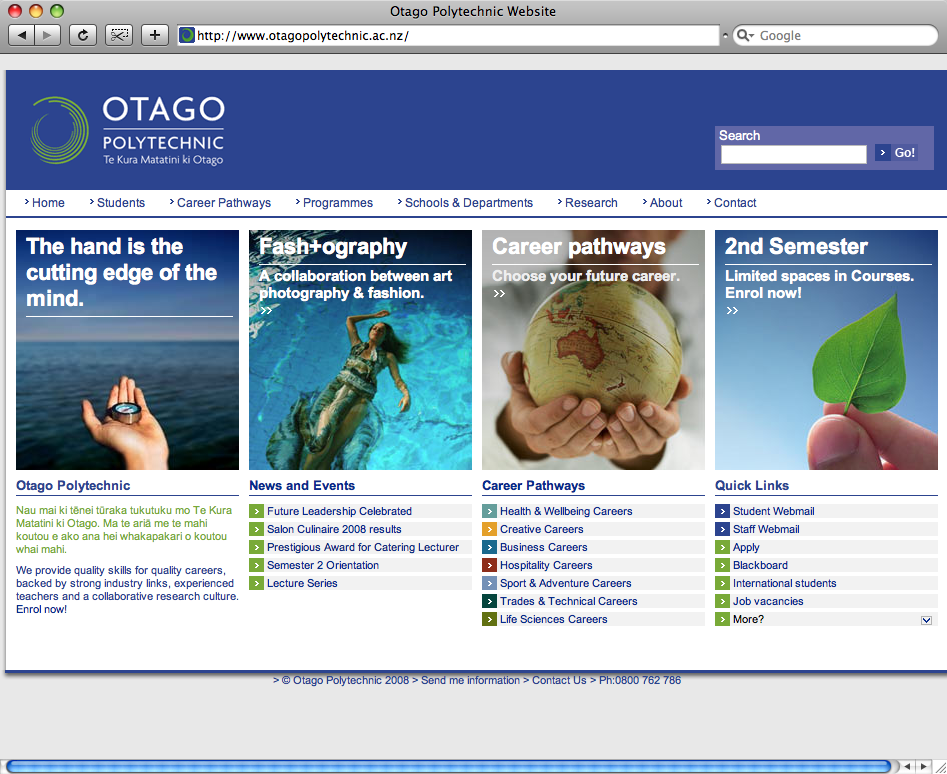 Otago Polytechnic Website
http://www.otagopolytechnic.ac.nz/
Google
OTAGO
POLYTECHNIC
Te Kura Matatini ki Otago
Search
> Go!
> Home > Students > Career Pathways > Programmes > Schools & Departments > Research > About > Contact
The hand is the
cutting edge of the
mind.
Fash+ography
A collaboration between art
photography & fashion.
>>
Career pathways
Choose your future career.
>>
2nd Semester
Limited spaces in Courses.
Enrol now!
>>
Otago Polytechnic
Nau mai ki tēnei tūraka tukutuku mo Te Kura
Matatini ki Otago. Ma te ariā me te mahi
koutou e ako ana hei whakapakari o koutou
whai mahi.
We provide quality skills for quality careers,
backed by strong industry links, experienced
teachers and a collaborative research culture.
Enrol now!
News and Events
> Future Leadership Celebrated
> Salon Culinaire 2008 results
> Prestigious Award for Catering Lecturer
> Semester 2 Orientation
> Lecture Series
Career Pathways
> Health & Wellbeing Careers
> Creative Careers
> Business Careers
> Hospitality Careers
> Sport & Adventure Careers
> Trades & Technical Careers
> Life Sciences Careers
Quick Links
> Student Webmail
> Staff Webmail
> Apply
> Blackboard
> International students
> Job vacancies
> More?
> © Otago Polytechnic 2008 > Send me information > Contact Us > Ph:0800 762 786